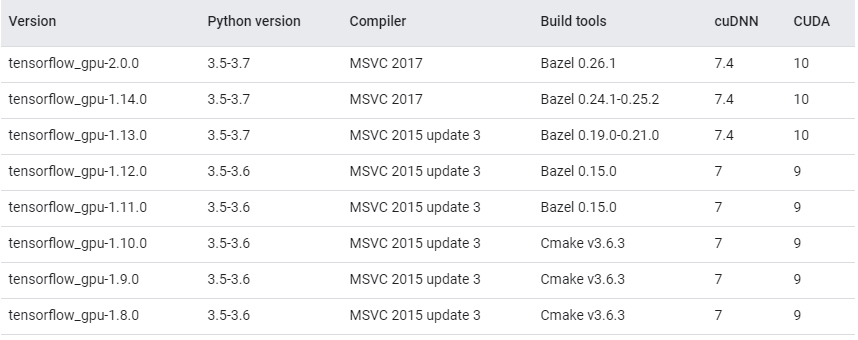 Version Python version Compiler Build tools cuDNN CUDA
tensorflow_gpu-2.0.0 3.5-3.7 MSVC 2017 Bazel 0.26.1 7.4 10
tensorflow_gpu-1.14.0 3.5-3.7 MSVC 2017 Bazel 0.24.1-0.25.2 7.4 10
tensorflow_gpu-1.13.0 3.5-3.7 MSVC 2015 update 3 Bazel 0.19.0-0.21.0 7.4 10
tensorflow_gpu-1.12.0 3.5-3.6 MSVC 2015 update 3 Bazel 0.15.0 7 9
tensorflow_gpu-1.11.0 3.5-3.6 MSVC 2015 update 3 Bazel 0.15.0 7 9
tensorflow_gpu-1.10.0 3.5-3.6 MSVC 2015 update 3 Cmake v3.6.3 7 9
tensorflow_gpu-1.9.0 3.5-3.6 MSVC 2015 update 3 Cmake v3.6.3 7 9
tensorflow_gpu-1.8.0 3.5-3.6 MSVC 2015 update 3 Cmake v3.6.3 7 9